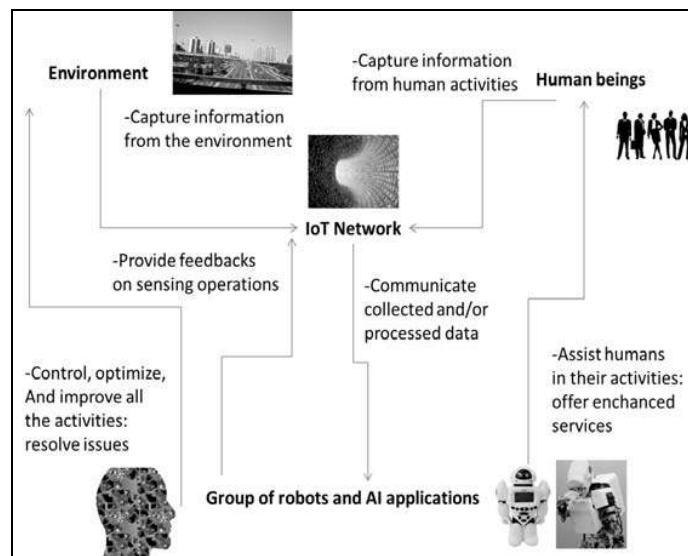 Environment
-Capture information
from the environment
-Capture information
from human activities
Human beings
IoT Network
-Provide feedbacks
on sensing operations
-Communicate
collected and/or
processed data
-Control, optimize,
And improve all
the activities:
resolve issues
-Assist humans
in their activities:
offer enchanced
services
Group of robots and AI applications